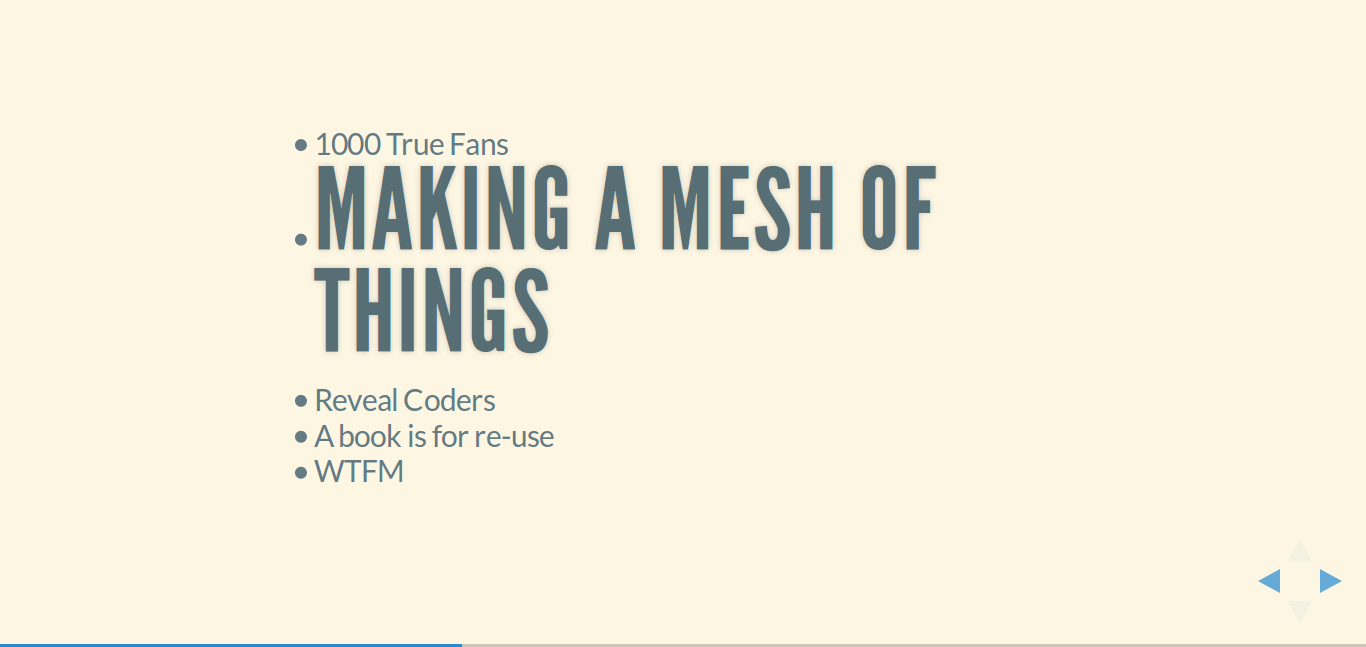 1000 True Fans
MAKING A MESH OF
THINGS
Reveal Coders
A book is for re-use
WTFM